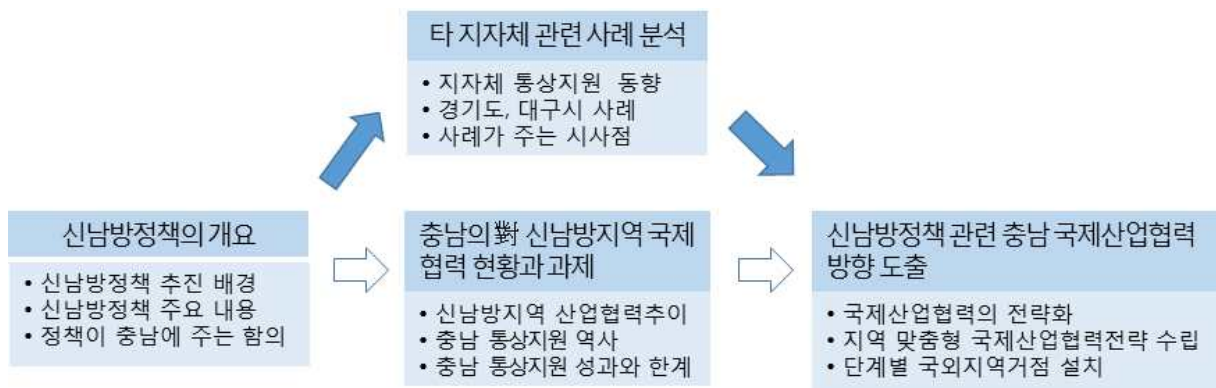 타 지자체 관련 사례 분석
• 지자체 통상지원 동향
• 경기도, 대구시 사례
• 사례가 주는 시사점
신남방정책의 개요
• 신남방정책 추진 배경
• 신남방정책 주요 내용
• 정책이 충남에 주는 함의
충남의 對 신남방지역 국제
협력 현황과 과제
• 신남방지역 산업협력추이
• 충남 통상지원 역사
• 충남 통상지원 성과와 한계
신남방정책 관련 충남 국제산업협력
방향 도출
• 국제산업협력의 전략화
• 지역 맞춤형 국제산업협력전략 수립
• 단계별 국외지역거점 설치